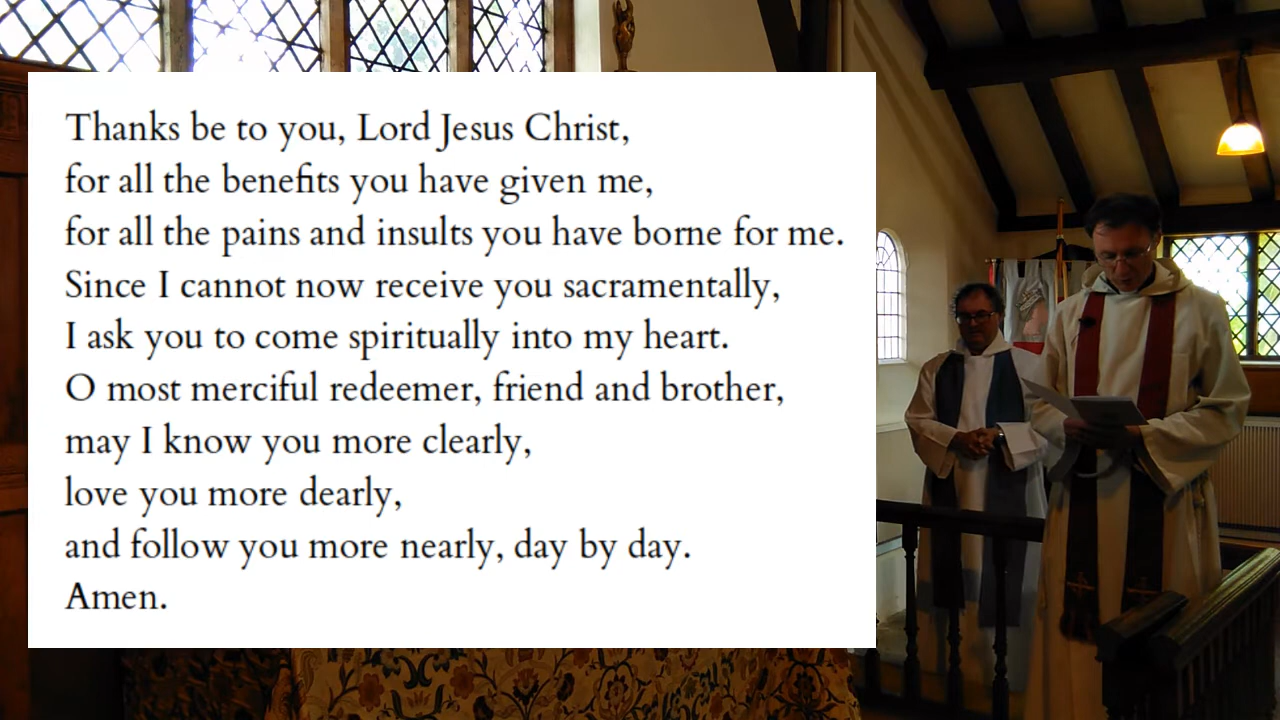 Thanks be to you, Lord Jesus Christ,
for all the benefits you have given me,
for all the pains and insults you have borne for me.
Since I cannot now receive you sacramentally,
I ask you to come spiritually into my heart.
O most merciful redeemer, friend and brother,
may I know you more clearly,
love you more dearly,
and follow you more nearly, day by day.
Amen.